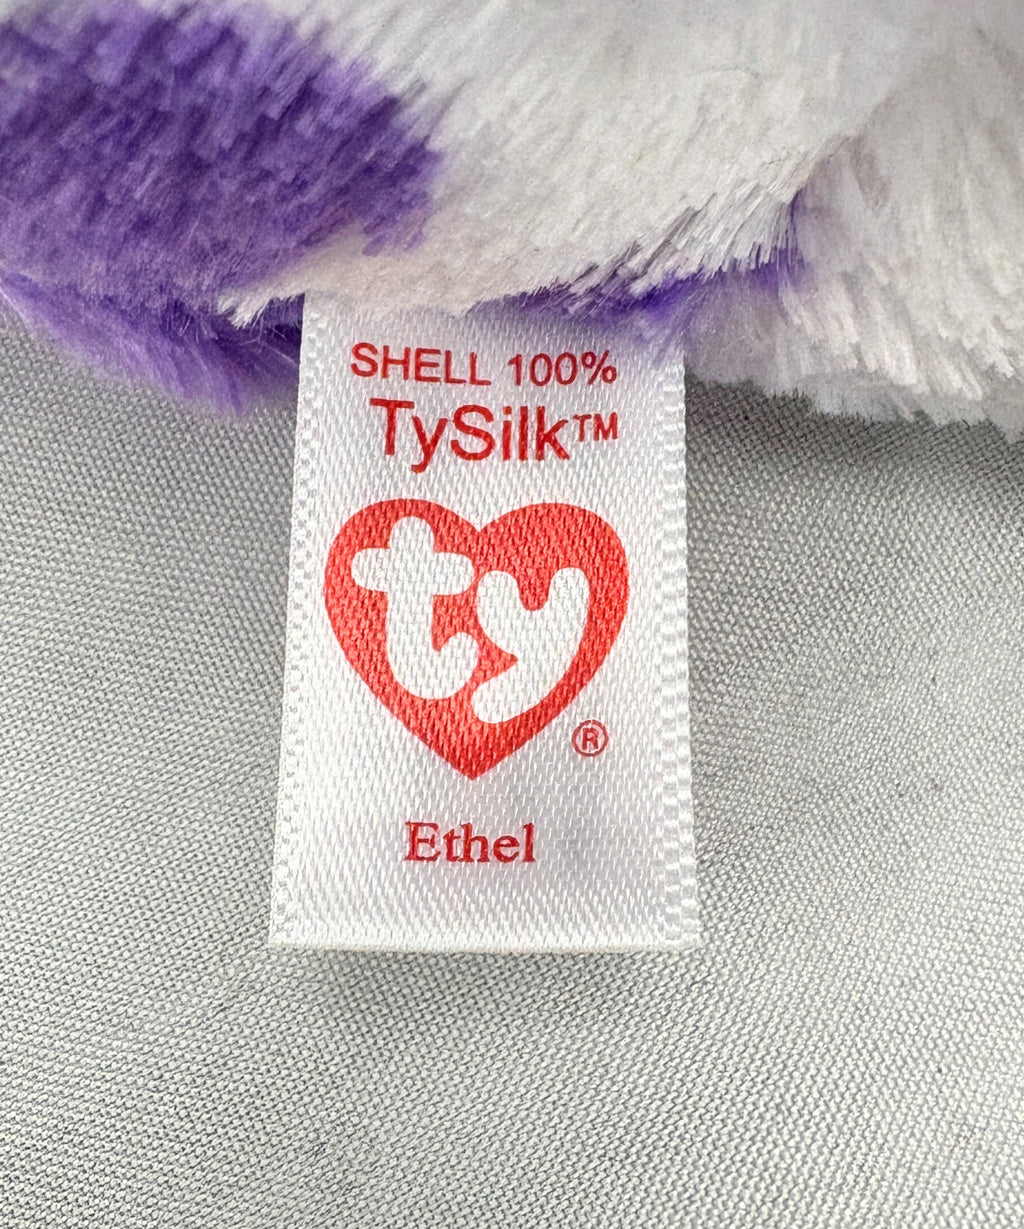 SHELL 100%
TySilk™
ty
®
Ethel